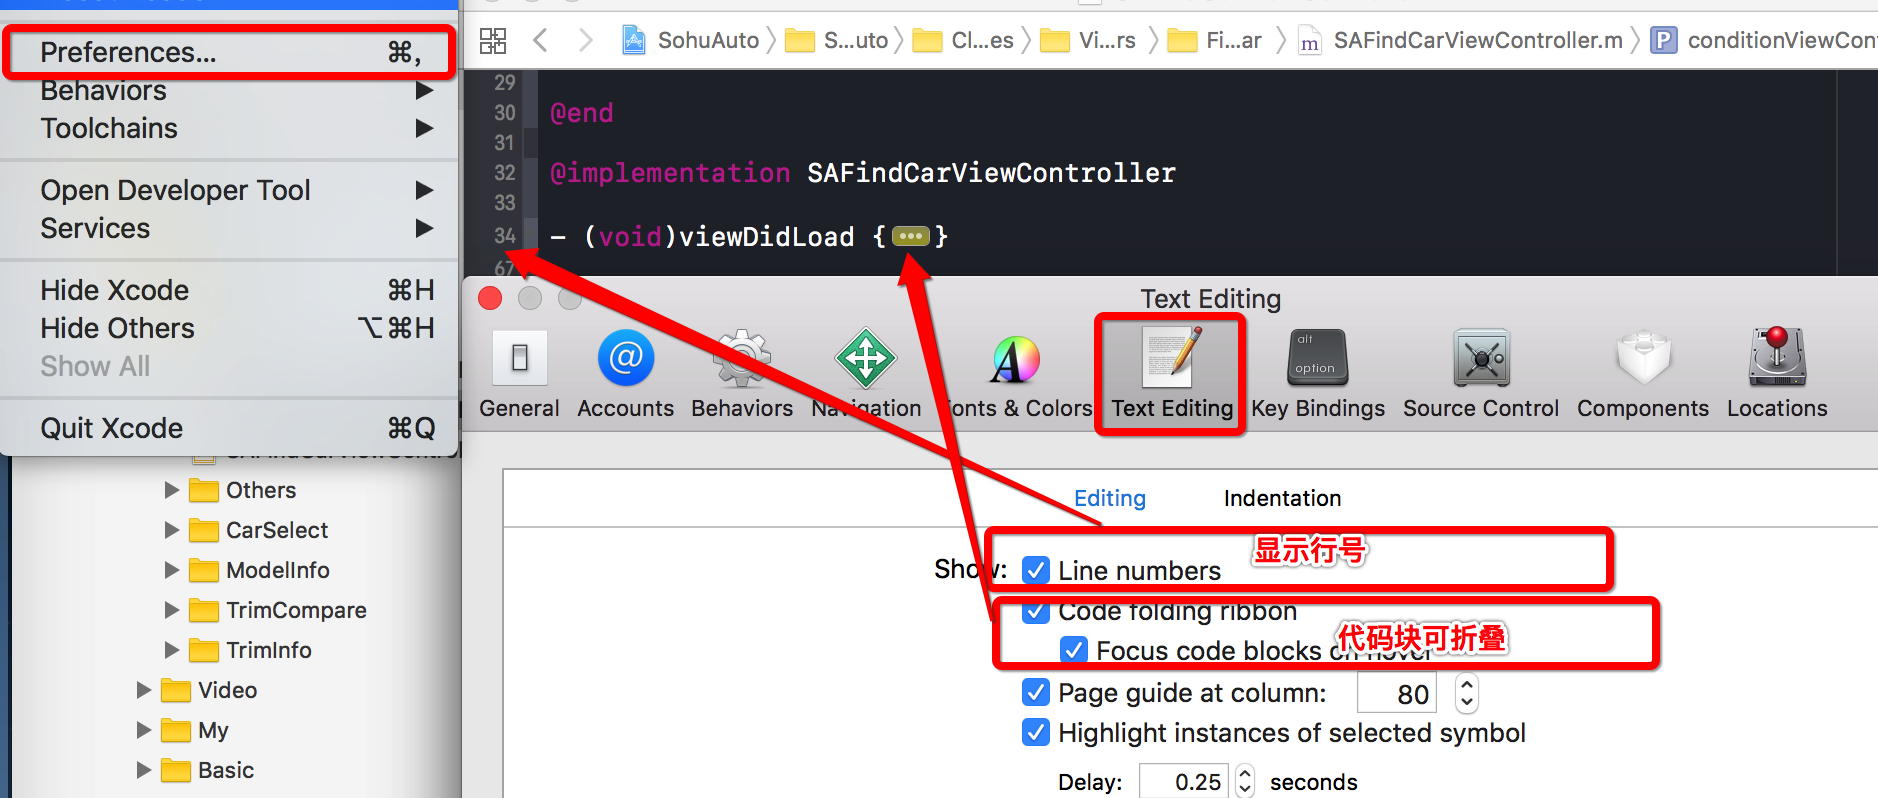 Preferences... ⌘,
Behaviors
Toolchains
Open Developer Tool
Services
Hide Xcode ⌘H
Hide Others ⌥⌘H
Show All
Quit Xcode ⌘Q
Others
CarSelect
ModelInfo
TrimCompare
TrimInfo
Video
My
Basic
SohuAuto S...uto Cl...es Vi...rs Fi...ar m SAFindCarViewController.m P
29
30 @end
31
32 @implementation SAFindCarViewController
33
34 - (void)viewDidLoad {...}
67
Text Editing
alt
option
General Accounts Behaviors Navigation Fonts & Colors Text Editing Key Bindings Source Control Components Locations
Editing Indentation
显示行号
Show: Line numbers
Code folding ribbon
代码块可折叠
Focus code blocks on hover
Page guide at column: 80
Highlight instances of selected symbol
Delay: 0.25 seconds